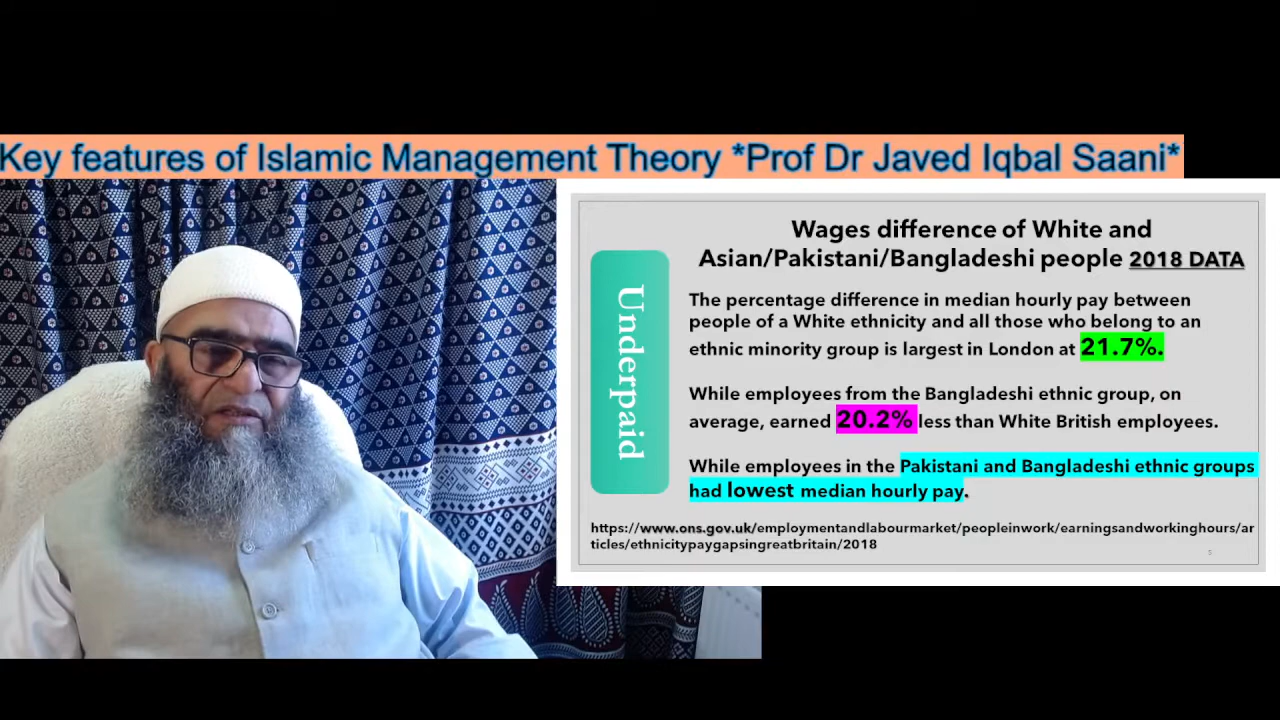 Key features of Islamic Management Theory *Prof Dr Javed Iqbal Saani*
Wages difference of White and
Asian/Pakistani/Bangladeshi people 2018 DATA
Underpaid
The percentage difference in median hourly pay between
people of a White ethnicity and all those who belong to an
ethnic minority group is largest in London at 21.7%.
While employees from the Bangladeshi ethnic group, on
average, earned 20.2% less than White British employees.
While employees in the Pakistani and Bangladeshi ethnic groups
had lowest median hourly pay.
https://www.ons.gov.uk/employmentandlabourmarket/peopleinwork/earningsandworkinghours/ar
ticles/ethnicitypaygapsingreatbritain/2018
5